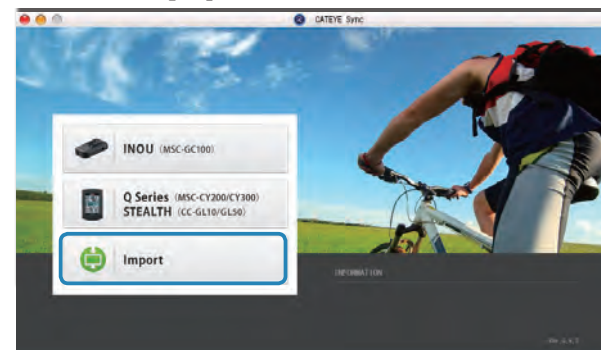 CATEYE Sync
INOU (MSC-GC100)
Q Series (MSC-CY200/CY300)
STEALTH (CC-GL10/GL50)
Import
INFORMATION